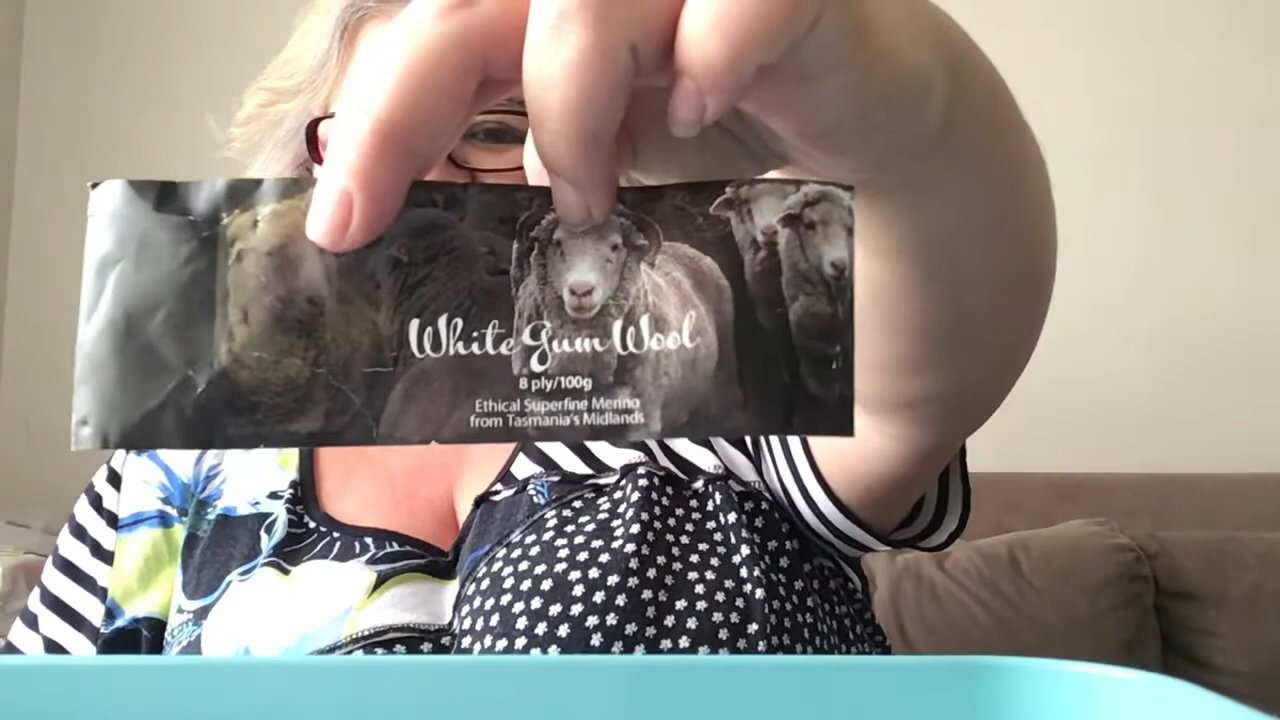 White Gum Wool
8 ply/100g
Ethical Superfine Merino
from Tasmania's Midlands